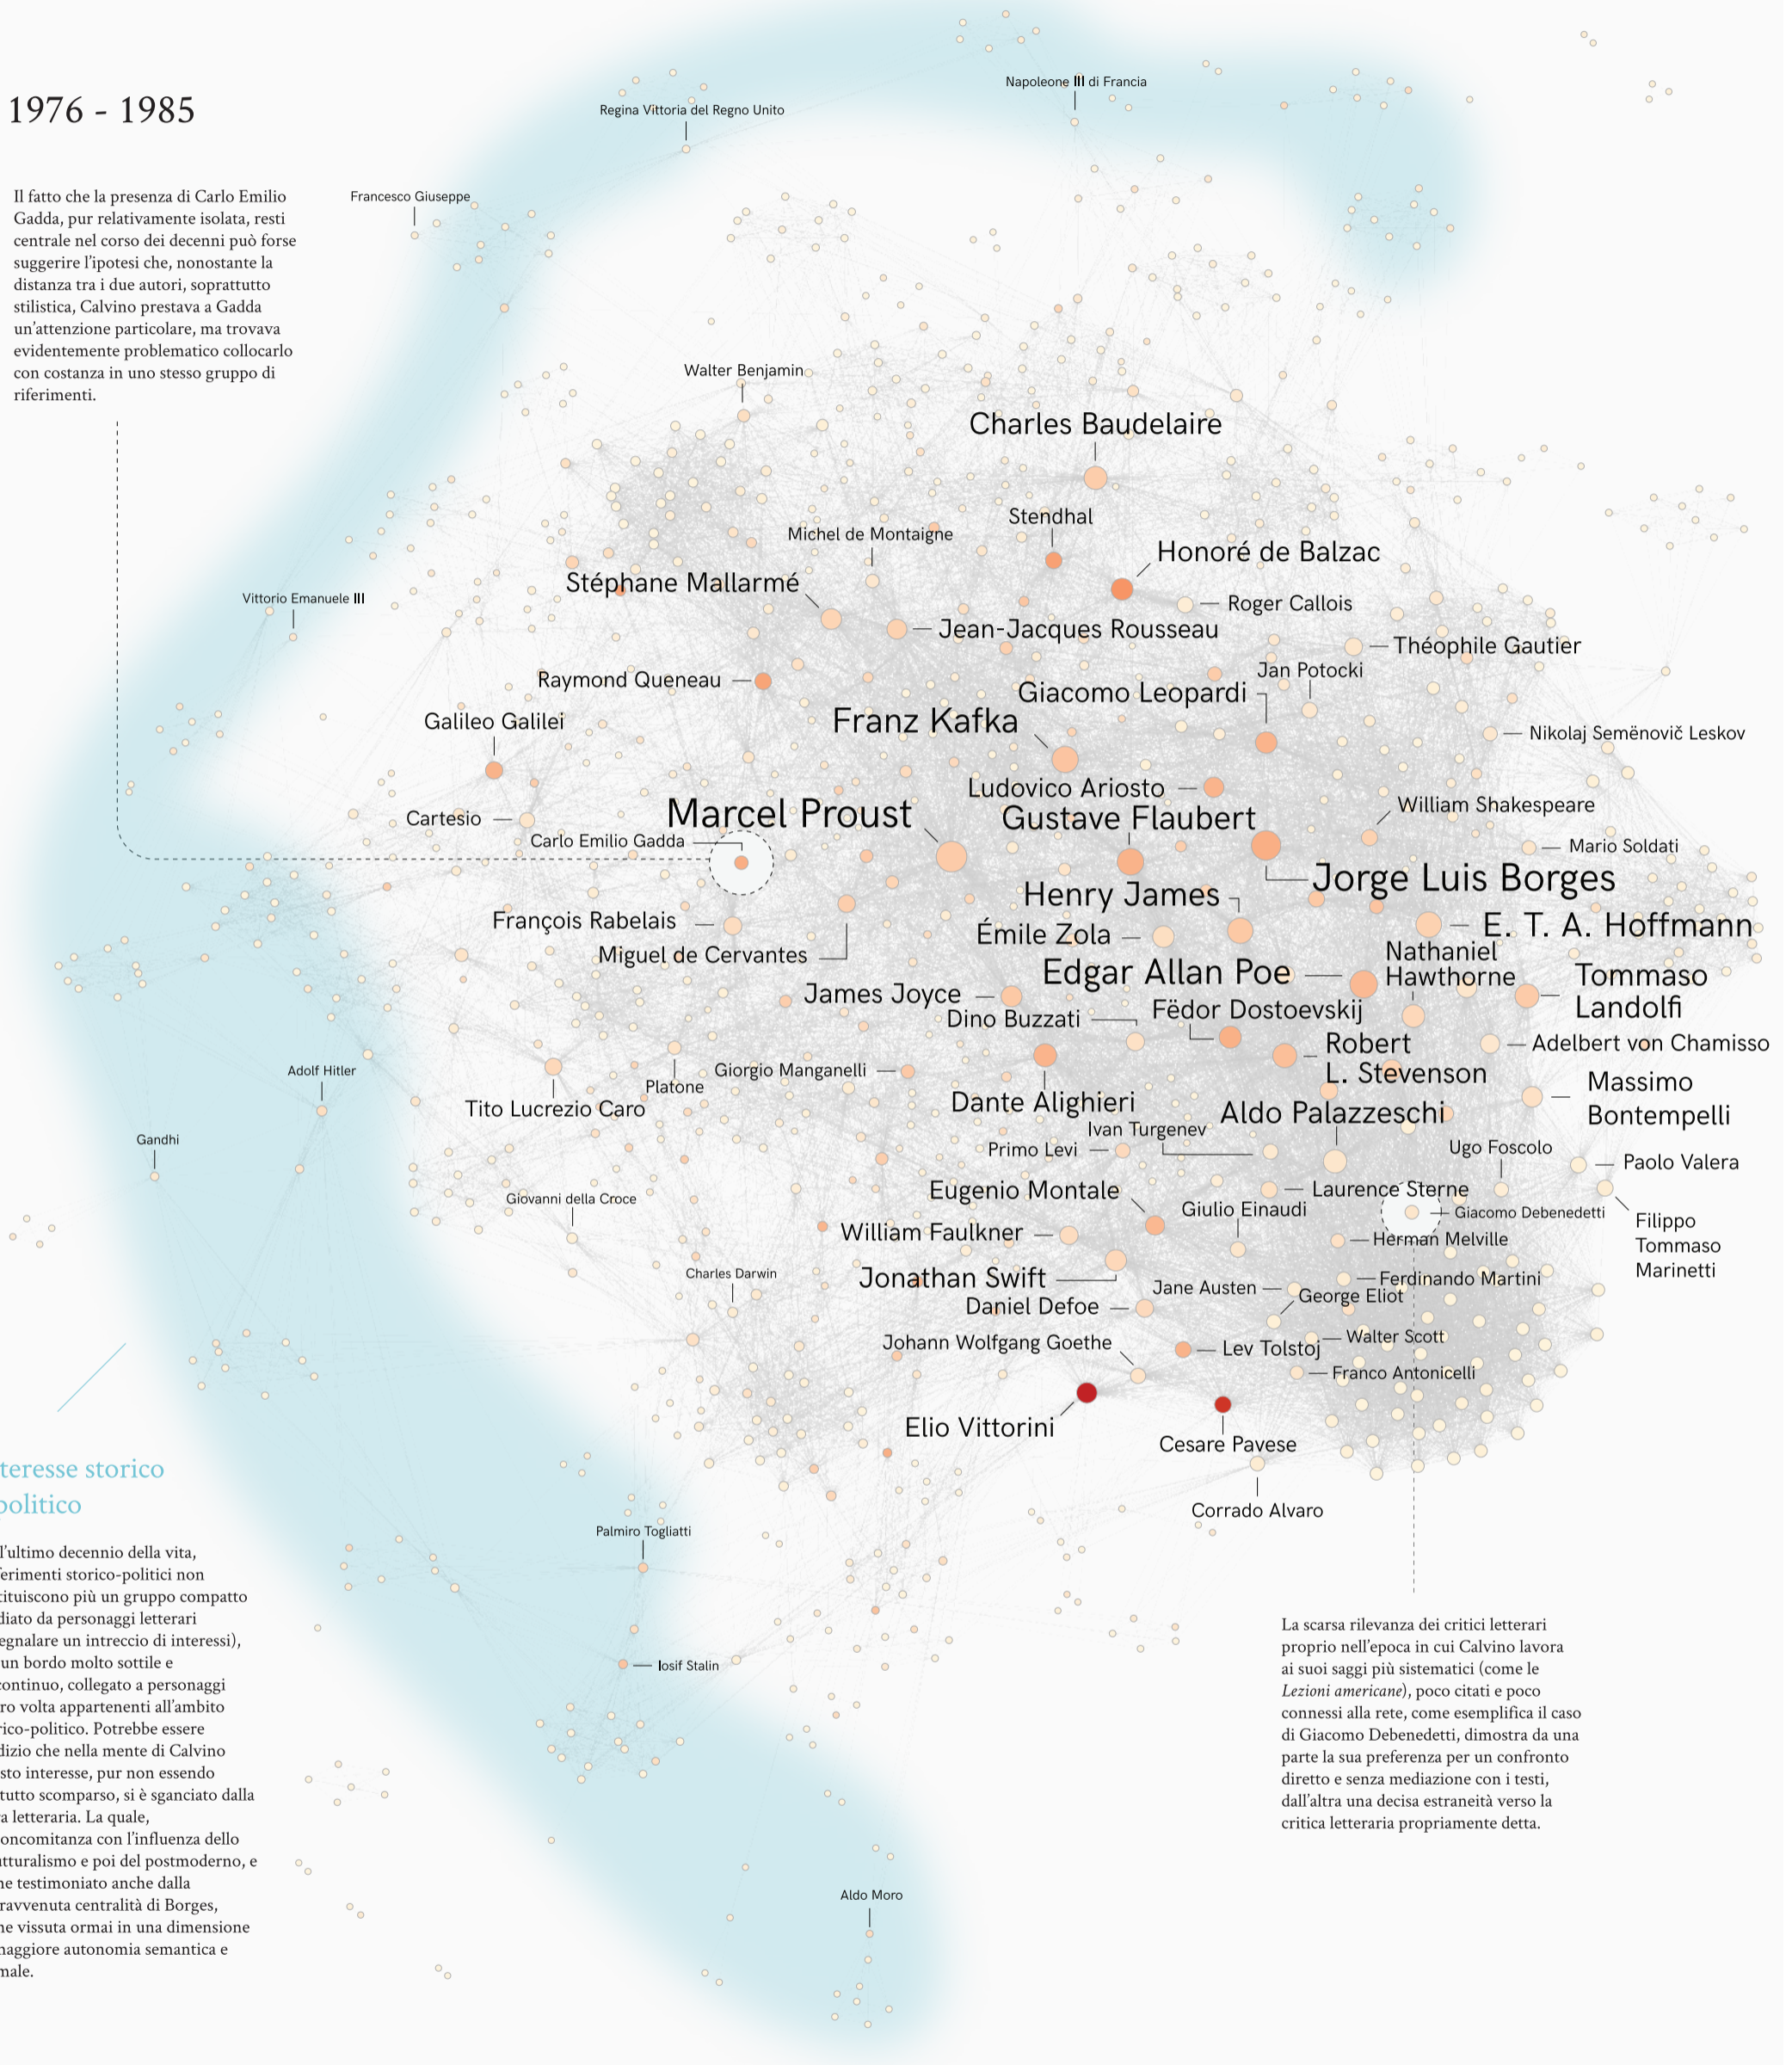 1976 - 1985
Il fatto che la presenza di Carlo Emilio
Gadda, pur relativamente isolata, resti
centrale nel corso dei decenni può forse
suggerire l’ipotesi che, nonostante la
distanza tra i due autori, soprattutto
stilistica, Calvino prestava a Gadda
un’attenzione particolare, ma trovava
evidentemente problematico collocarlo
con costanza in uno stesso gruppo di
riferimenti.
Napoleone III di Francia
Regina Vittoria del Regno Unito
Francesco Giuseppe
Walter Benjamin
Charles Baudelaire
Stendhal
Michel de Montaigne
Honoré de Balzac
Stéphane Mallarmé
Vittorio Emanuele III
Roger Callois
Jean-Jacques Rousseau
Théophile Gautier
Jan Potocki
Raymond Queneau
Giacomo Leopardi
Galileo Galilei
Franz Kafka
Nikolaj Semënovič Leskov
Ludovico Ariosto
William Shakespeare
Marcel Proust
Cartesio
Gustave Flaubert
Carlo Emilio Gadda
Mario Soldati
Jorge Luis Borges
Henry James
François Rabelais
E. T. A. Hoffmann
Émile Zola
Miguel de Cervantes
Nathaniel
Hawthorne
Edgar Allan Poe
Tommaso
Landolfi
James Joyce
Fëdor Dostoevskij
Dino Buzzati
Robert
L. Stevenson
Adelbert von Chamisso
Adolf Hitler
Giorgio Manganelli
Platone
Massimo
Bontempelli
Tito Lucrezio Caro
Dante Alighieri
Aldo Palazzeschi
Ivan Turgenev
Gandhi
Primo Levi
Ugo Foscolo
Paolo Valera
Eugenio Montale
Laurence Sterne
Giovanni della Croce
Giulio Einaudi
Giacomo Debenedetti
Filippo
Tommaso
Marinetti
William Faulkner
Herman Melville
Charles Darwin
Jonathan Swift
Ferdinando Martini
Jane Austen
George Eliot
Daniel Defoe
Walter Scott
Johann Wolfgang Goethe
Lev Tolstoj
Franco Antonicelli
Elio Vittorini
Cesare Pavese
Corrado Alvaro
Palmiro Togliatti
Iosif Stalin
Aldo Moro
teresse storico
politico
l’ultimo decennio della vita,
ferimenti storico-politici non
tituiscono più un gruppo compatto
diato da personaggi letterari
egnalare un intreccio di interessi),
un bordo molto sottile e
continuo, collegato a personaggi
ro volta appartenenti all’ambito
rico-politico. Potrebbe essere
dizio che nella mente di Calvino
sto interesse, pur non essendo
tutto scomparso, si è sganciato dalla
ra letteraria. La quale,
oncomitanza con l’influenza dello
utturalismo e poi del postmoderno, e
ne testimoniato anche dalla
ravvenuta centralità di Borges,
ne vissuta ormai in una dimensione
maggiore autonomia semantica e
male.
La scarsa rilevanza dei critici letterari
proprio nell’epoca in cui Calvino lavora
ai suoi saggi più sistematici (come le
Lezioni americane), poco citati e poco
connessi alla rete, come esemplifica il caso
di Giacomo Debenedetti, dimostra da una
parte la sua preferenza per un confronto
diretto e senza mediazione con i testi,
dall’altra una decisa estraneità verso la
critica letteraria propriamente detta.